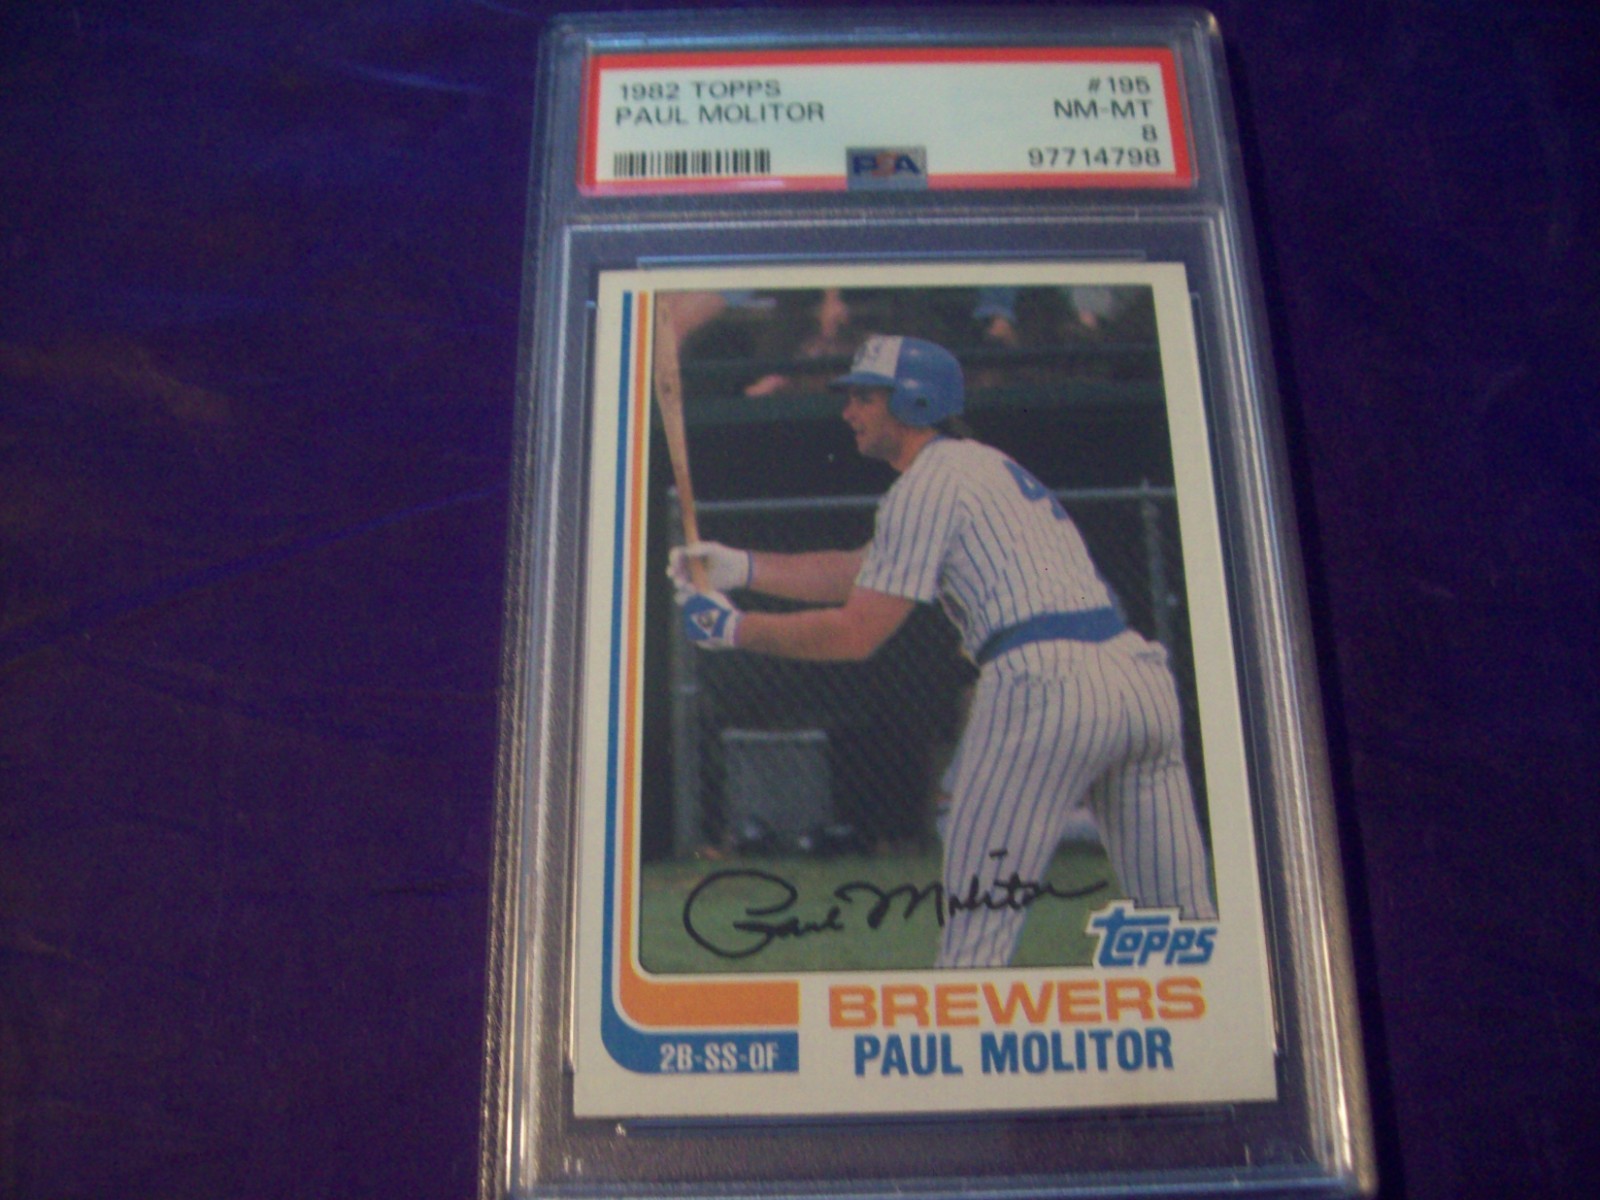 1982 TOPPS #195
PAUL MOLITOR NM-MT
8
PSA 97714798
4
Paul Molitor
TOPPS
BREWERS
2B-SS-OF PAUL MOLITOR